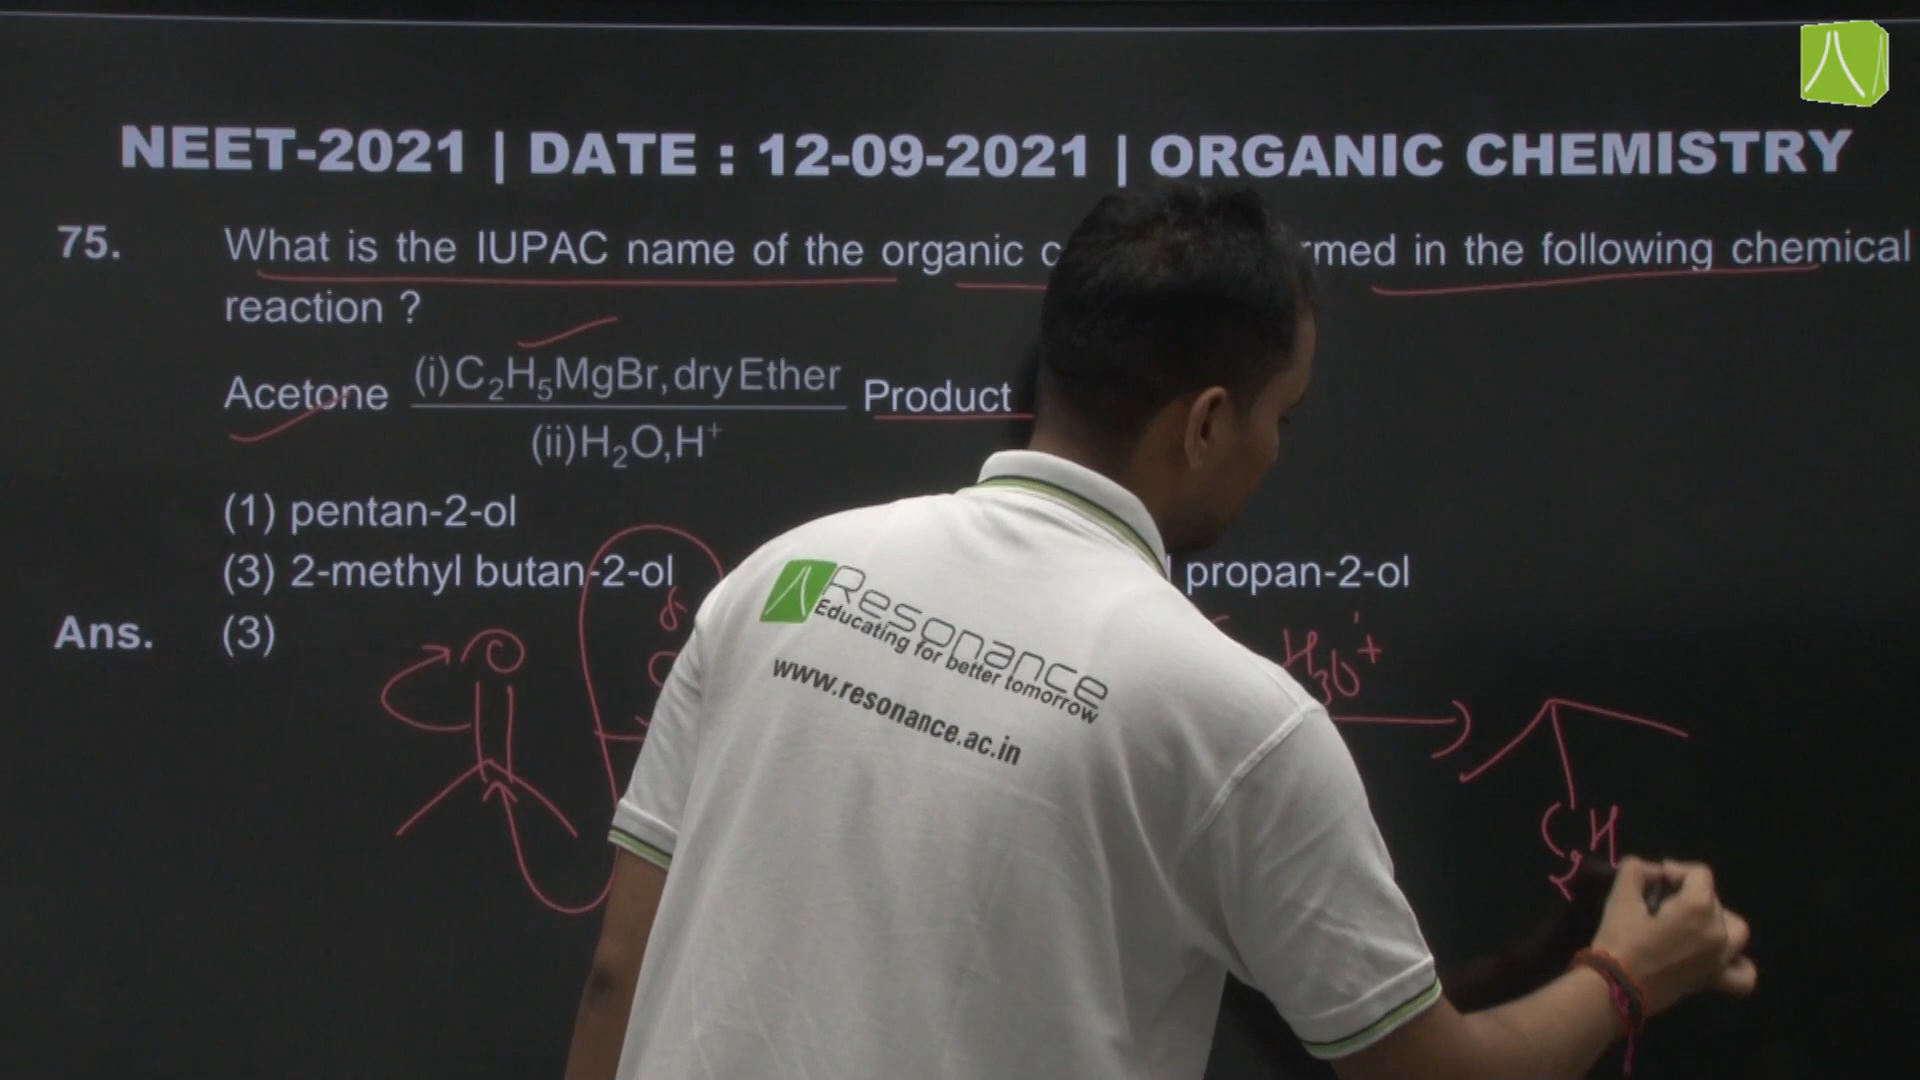 NEET-2021 | DATE : 12-09-2021 | ORGANIC CHEMISTRY
75. What is the IUPAC name of the organic c rmed in the following chemical
reaction ?
Acetone (i)C₂H₅MgBr,dry Ether Product
(ii)H₂O,H⁺
(1) pentan-2-ol
(3) 2-methyl butan-2-ol propan-2-ol
Ans. (3)
O
H₃O⁺
C₂H
Resonance
Educating for better tomorrow
www.resonance.ac.in